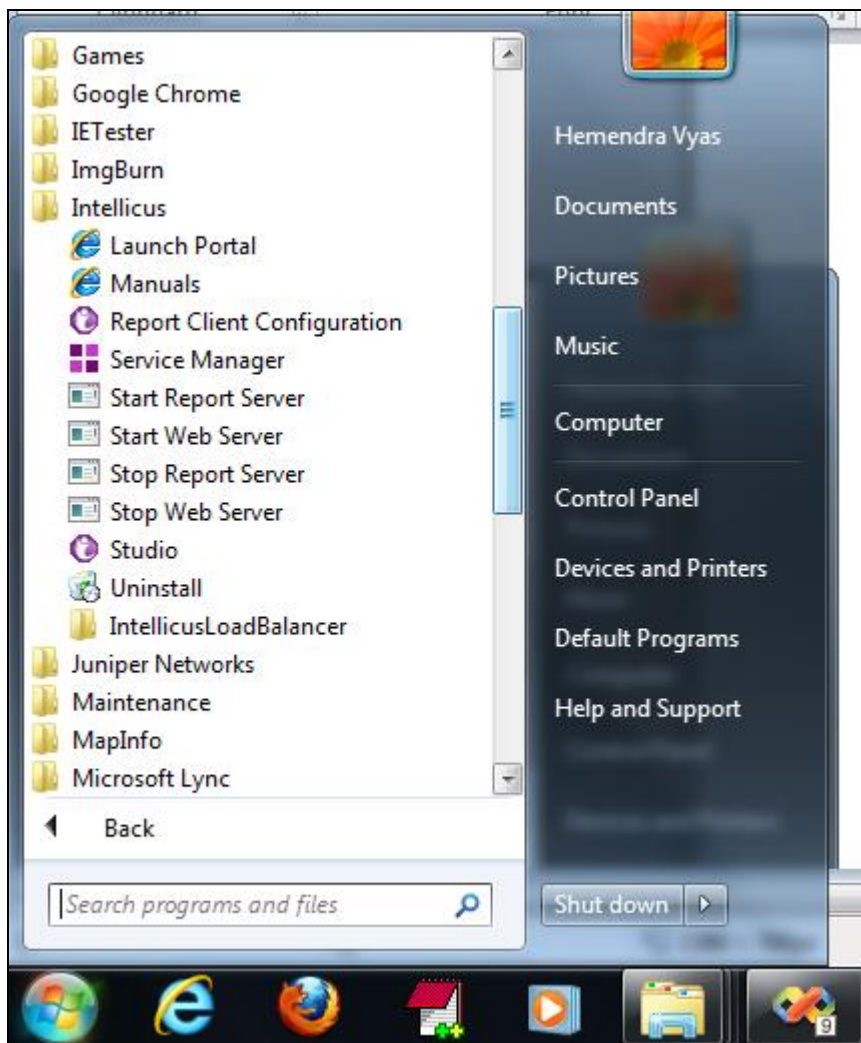 Games
Google Chrome
IETester
ImgBurn
Intellicus
Launch Portal
Manuals
Report Client Configuration
Service Manager
Start Report Server
Start Web Server
Stop Report Server
Stop Web Server
Studio
Uninstall
IntellicusLoadBalancer
Juniper Networks
Maintenance
MapInfo
Microsoft Lync
Back
Search programs and files
Hemendra Vyas
Documents
Pictures
Music
Computer
Control Panel
Devices and Printers
Default Programs
Help and Support
Shut down
9